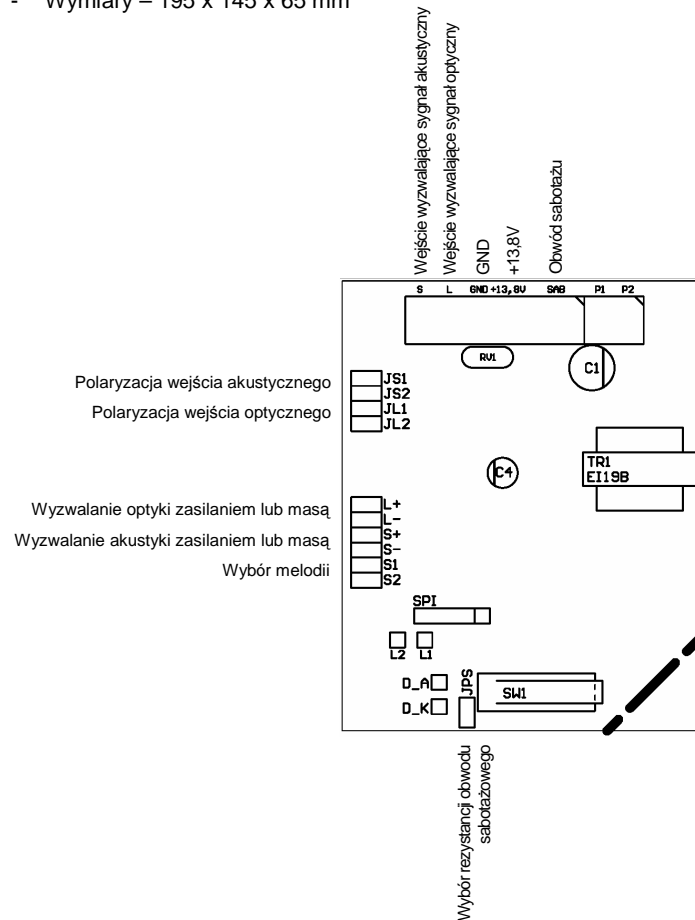 - Wymiary – 195 x 145 x 65 mm
Wejście wyzwalające sygnał akustyczny
Wejście wyzwalające sygnał optyczny
GND
+13,8V
Obwód sabotażu
S L GND +13,8V SAB P1 P2
RV1
C1
Polaryzacja wejścia akustycznego
JS1
JS2
Polaryzacja wejścia optycznego
JL1
JL2
C4
TR1
EI19B
Wyzwalanie optyki zasilaniem lub masą
L+
L-
Wyzwalanie akustyki zasilaniem lub masą
S+
S-
Wybór melodii
S1
S2
SPI
L2 L1
D_A
D_K
JPS
SW1
Wybór rezystancji obwodu
sabotażowego